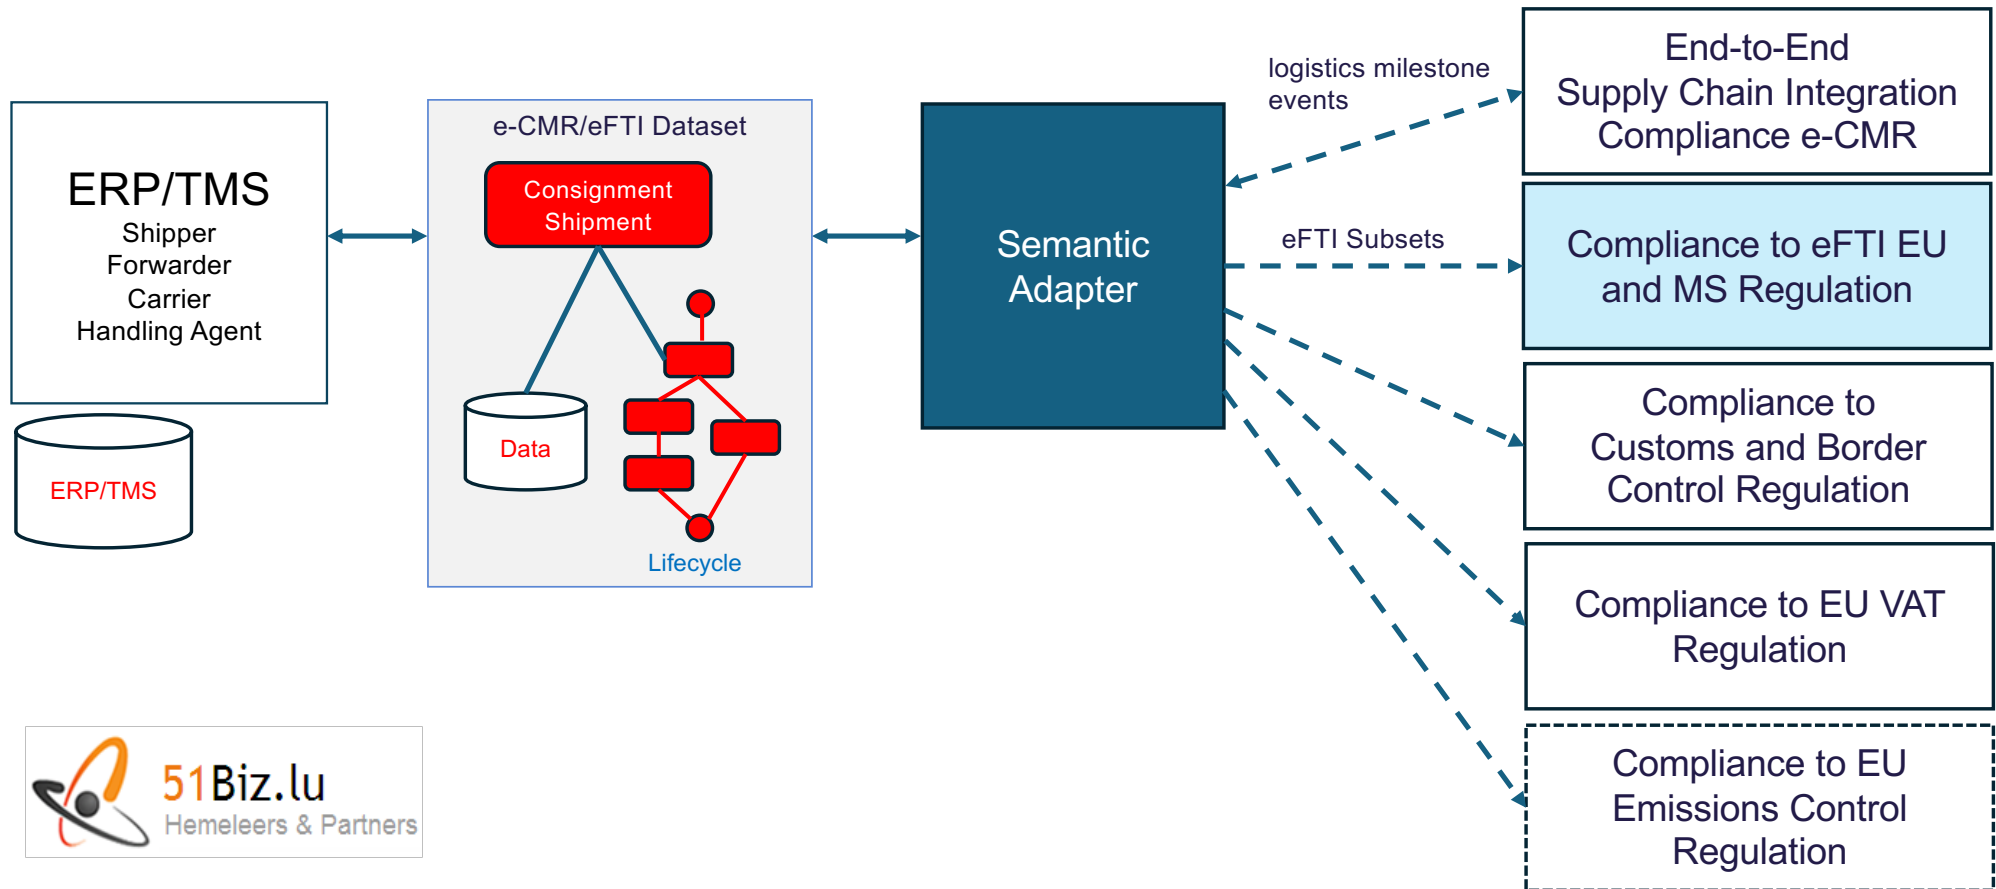 ERP/TMS
Shipper
Forwarder
Carrier
Handling Agent
ERP/TMS
e-CMR/eFTI Dataset
Consignment
Shipment
Data
Lifecycle
Semantic
Adapter
logistics milestone
events
eFTI Subsets
End-to-End
Supply Chain Integration
Compliance e-CMR
Compliance to eFTI EU
and MS Regulation
Compliance to
Customs and Border
Control Regulation
Compliance to EU VAT
Regulation
Compliance to EU
Emissions Control
Regulation
51Biz.lu
Hemeleers & Partners